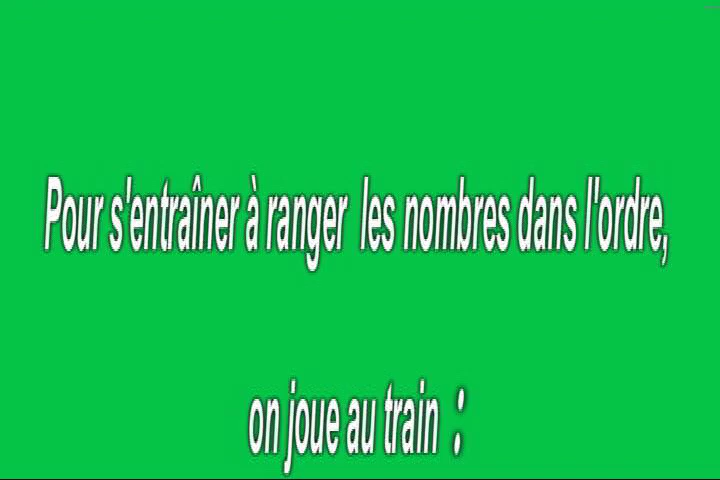 Pour s'entraîner à ranger les nombres dans l'ordre,
on joue au train :